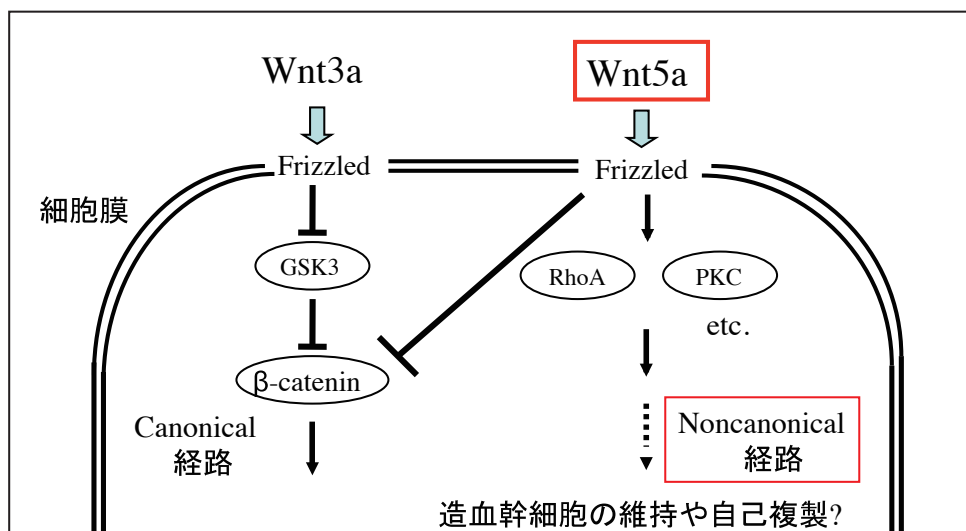 Wnt3a
Wnt5a
Frizzled
Frizzled
細胞膜
GSK3
RhoA
PKC
etc.
β-catenin
Canonical
経路
Noncanonical
経路
造血幹細胞の維持や自己複製?